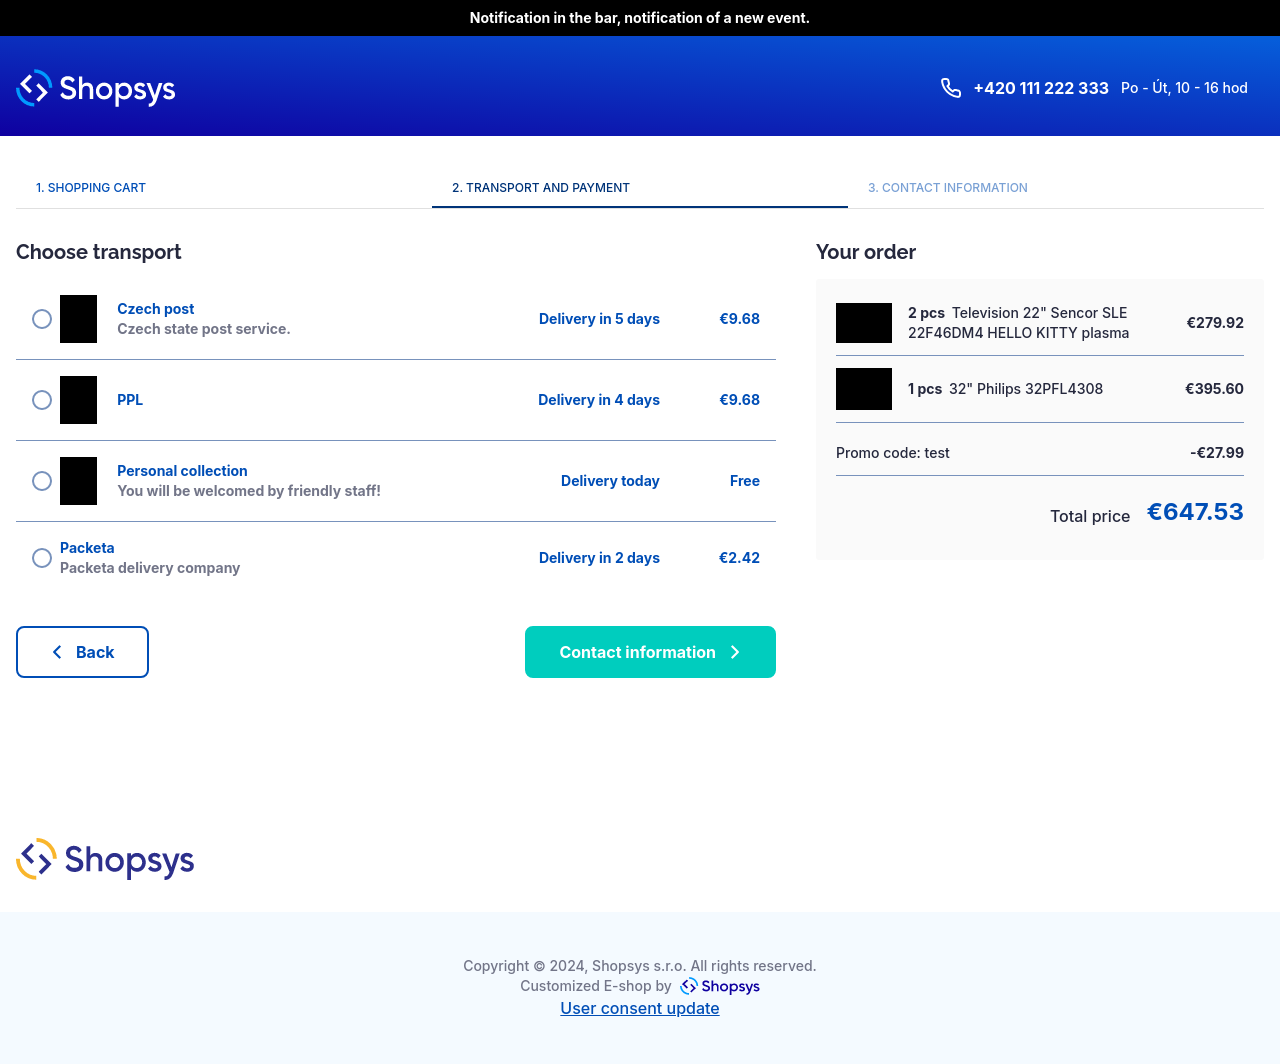 Notification in the bar, notification of a new event.
Shopsys
+420 111 222 333 Po - Út, 10 - 16 hod
1. SHOPPING CART
2. TRANSPORT AND PAYMENT
3. CONTACT INFORMATION
Choose transport
Czech post
Czech state post service.
Delivery in 5 days
€9.68
PPL
Delivery in 4 days
€9.68
Personal collection
You will be welcomed by friendly staff!
Delivery today
Free
Packeta
Packeta delivery company
Delivery in 2 days
€2.42
Back
Contact information
Your order
2 pcs Television 22" Sencor SLE
22F46DM4 HELLO KITTY plasma
€279.92
1 pcs 32" Philips 32PFL4308
€395.60
Promo code: test
-€27.99
Total price €647.53
Shopsys
Copyright © 2024, Shopsys s.r.o. All rights reserved.
Customized E-shop by Shopsys
User consent update